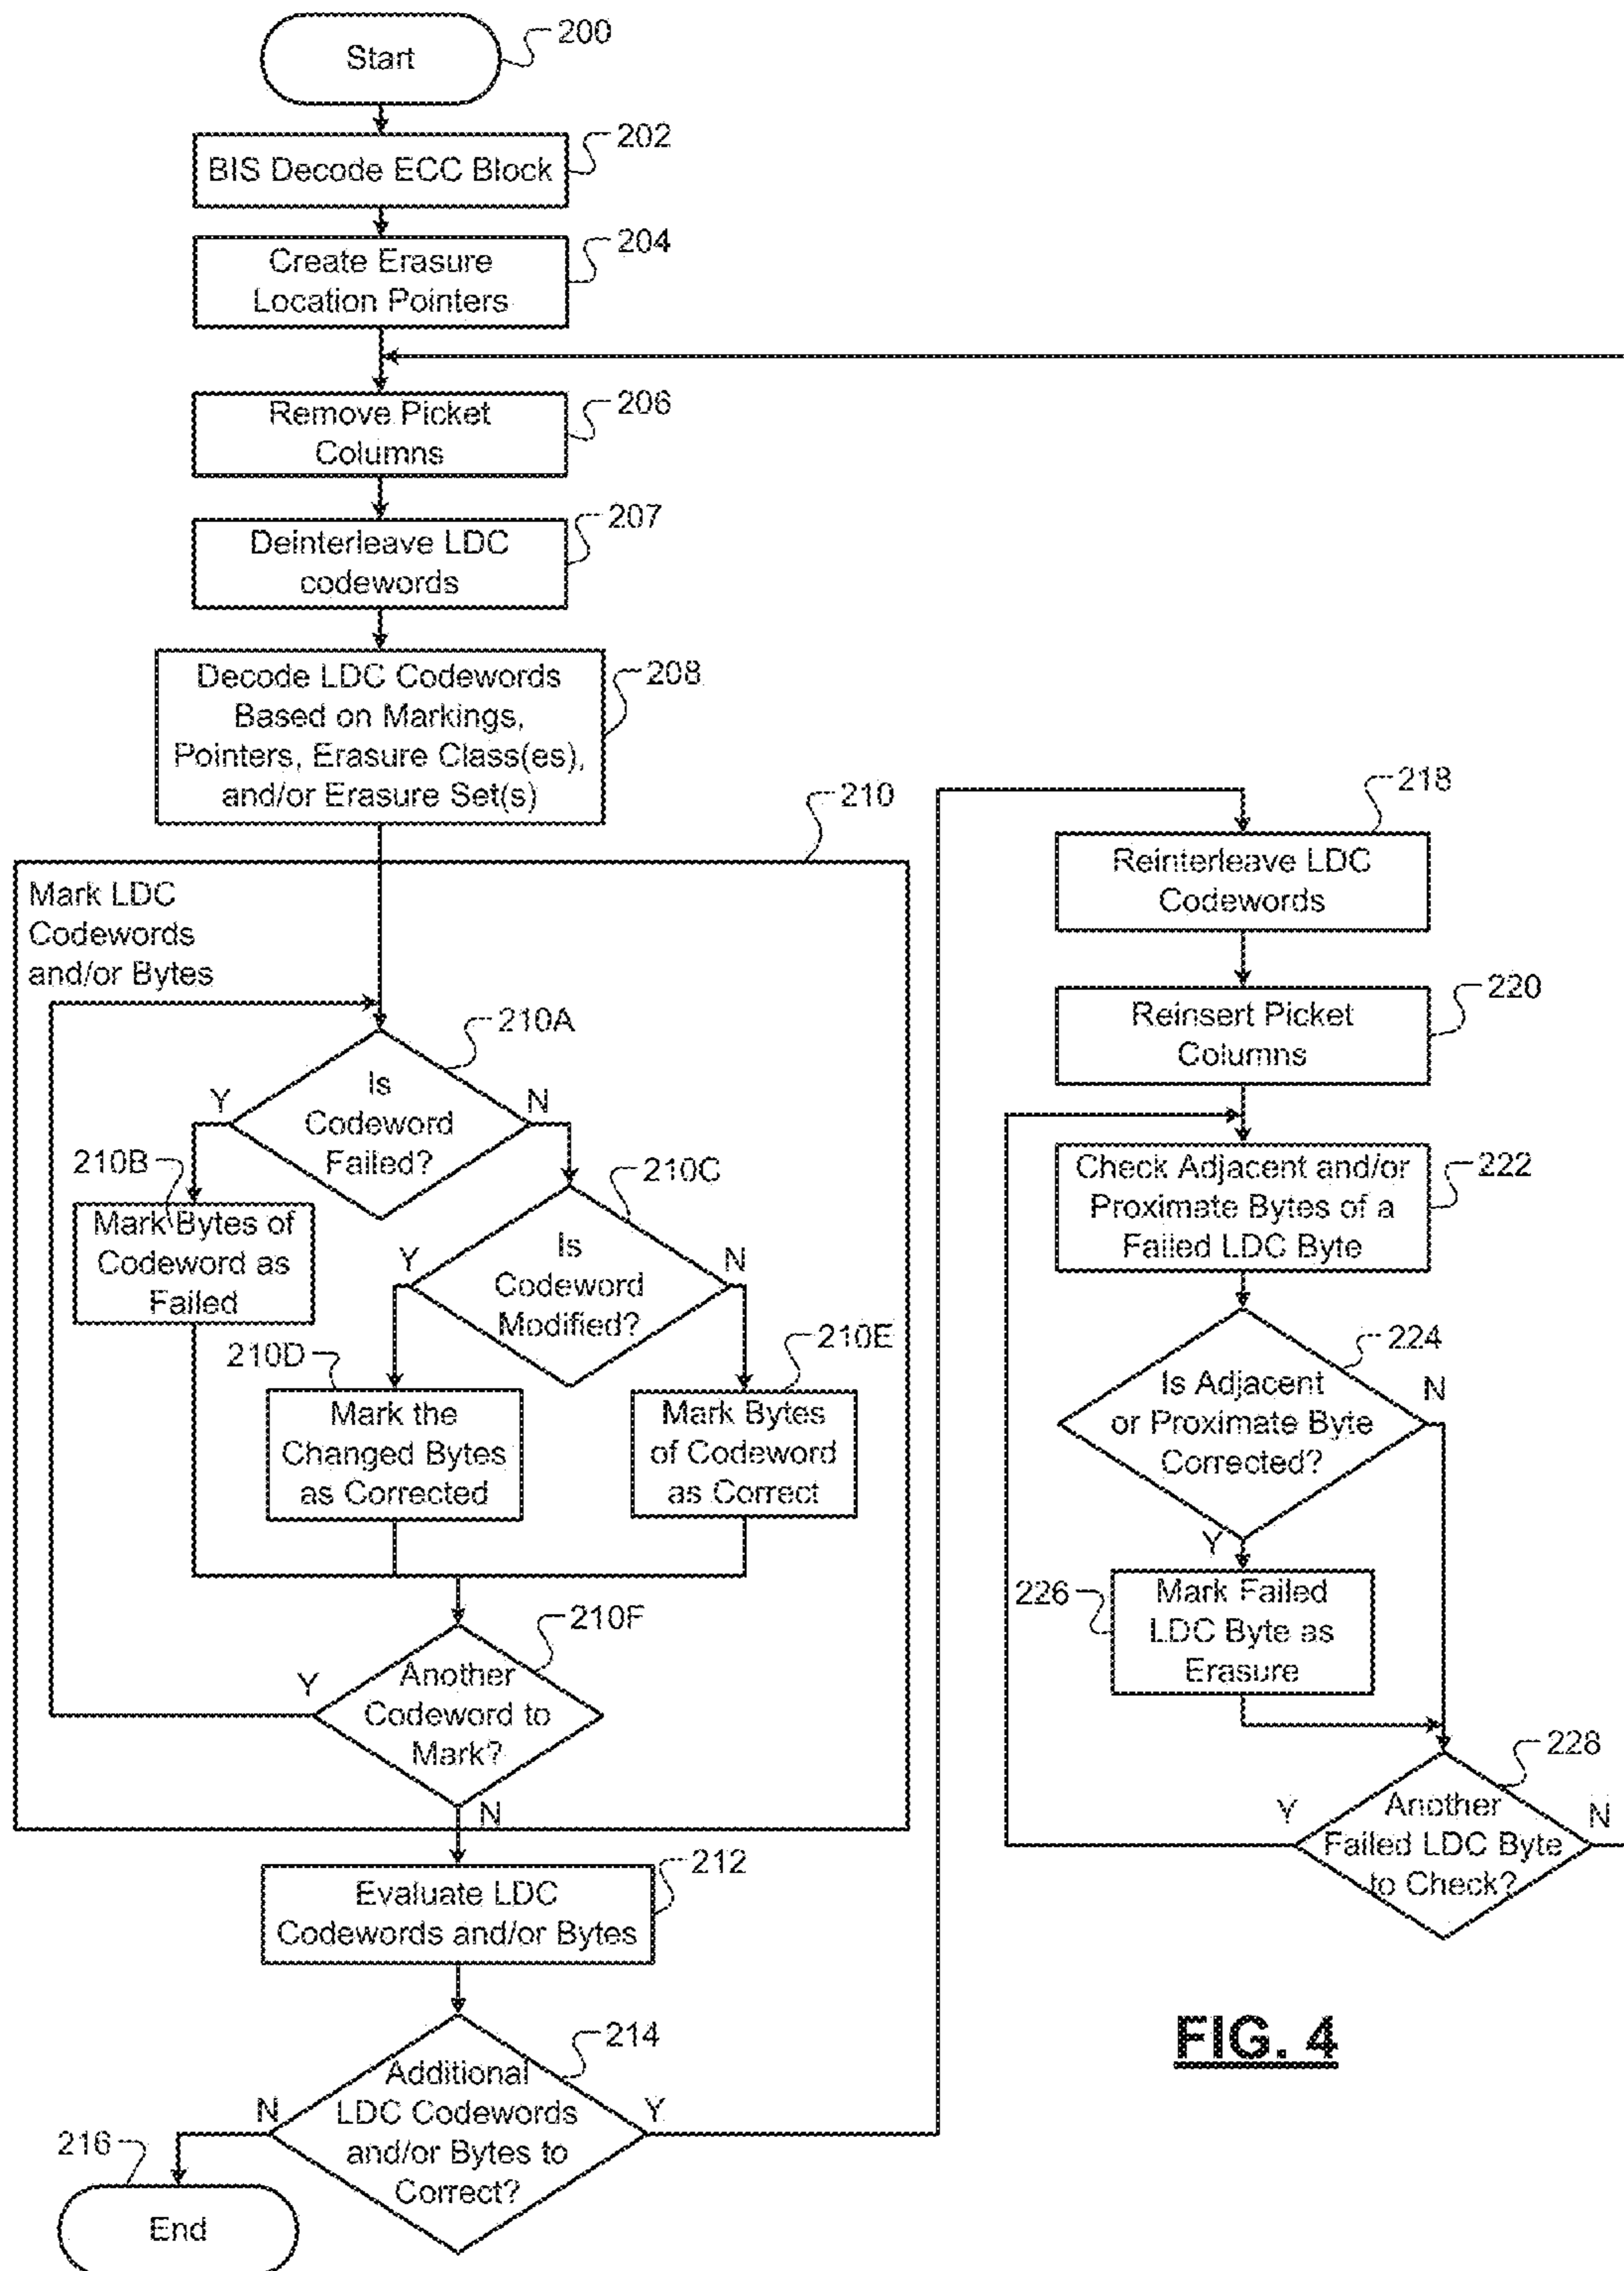 Start
200
BIS Decode ECC Block
202
Create Erasure
Location Pointers
204
Remove Picket
Columns
206
Deinterleave LDC
codewords
207
Decode LDC Codewords
Based on Markings,
Pointers, Erasure Class(es),
and/or Erasure Set(s)
208
210
Mark LDC
Codewords
and/or Bytes
210A
Is
Codeword
Failed?
Y
N
210B
Mark Bytes of
Codeword as
Failed
210C
Is
Codeword
Modified?
Y
N
210D
Mark the
Changed Bytes
as Corrected
210E
Mark Bytes
of Codeword
as Correct
210F
Another
Codeword to
Mark?
Y
N
212
Evaluate LDC
Codewords and/or Bytes
214
Additional
LDC Codewords
and/or Bytes to
Correct?
N
Y
216
End
218
Reinterleave LDC
Codewords
220
Reinsert Picket
Columns
222
Check Adjacent and/or
Proximate Bytes of a
Failed LDC Byte
224
Is Adjacent
or Proximate Byte
Corrected?
N
Y
226
Mark Failed
LDC Byte as
Erasure
228
Another
Failed LDC Byte
to Check?
Y
N
FIG. 4